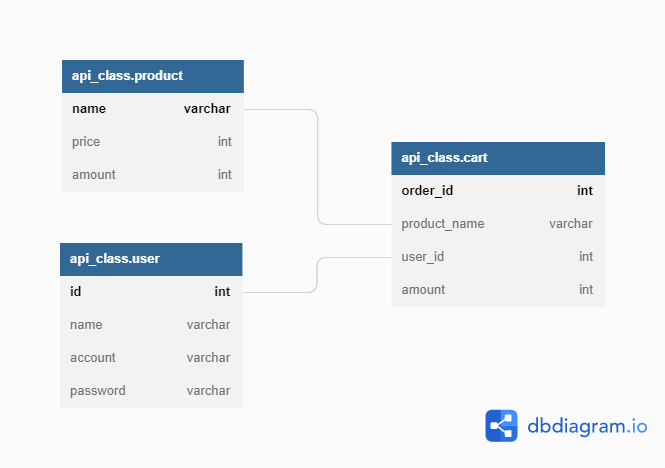 api_class.product
name varchar
price int
amount int
api_class.user
id int
name varchar
account varchar
password varchar
api_class.cart
order_id int
product_name varchar
user_id int
amount int
dbdiagram.io